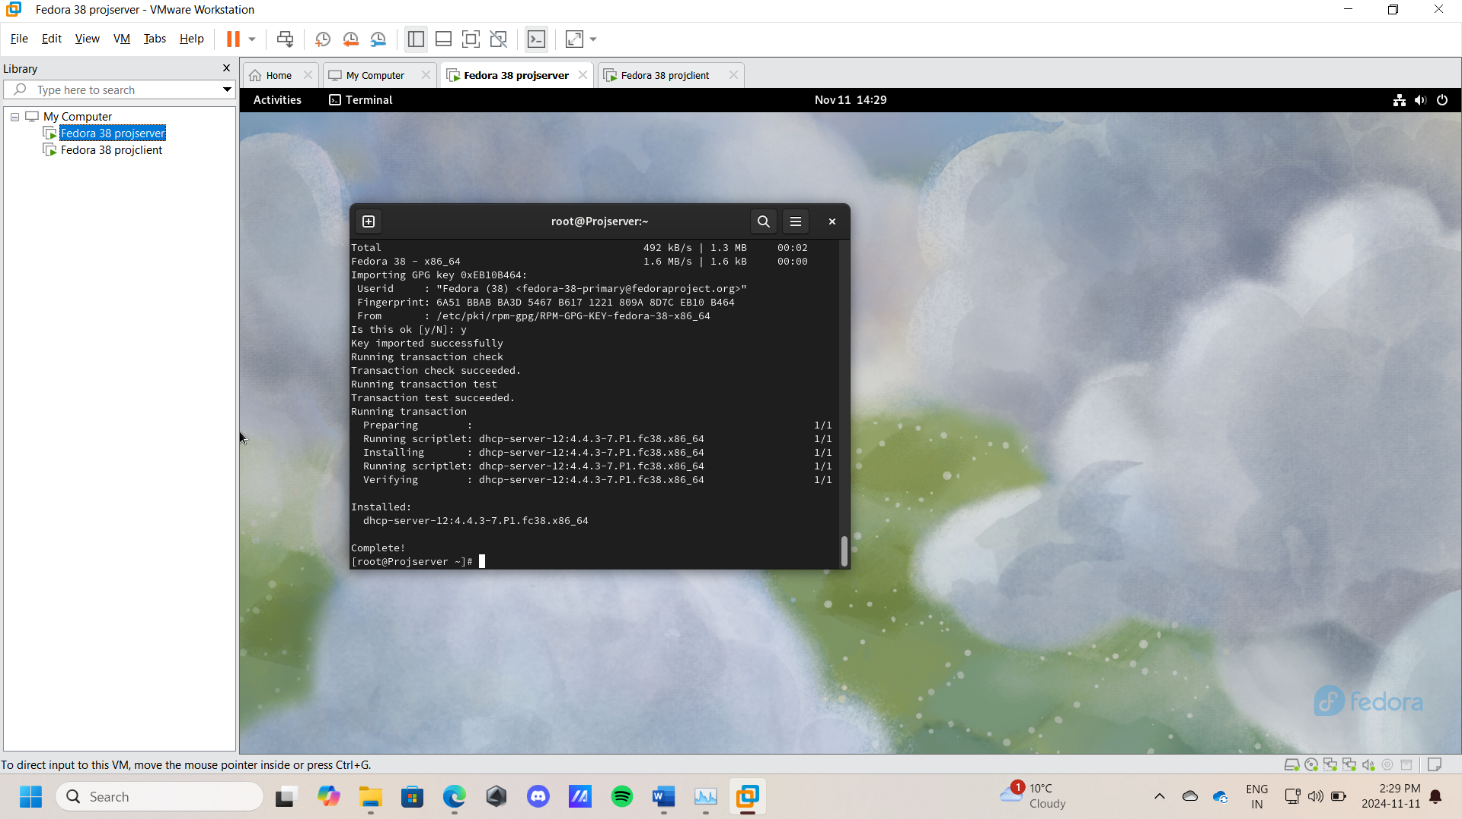 Fedora 38 projserver - VMware Workstation
File Edit View VM Tabs Help
Library
Type here to search
My Computer
Fedora 38 projserver
Fedora 38 projclient
Home
My Computer
Fedora 38 projserver
Fedora 38 projclient
Activities
Terminal
Nov 11 14:29
root@Projserver:~
Total 492 kB/s | 1.3 MB 00:02
Fedora 38 - x86_64 1.6 MB/s | 1.6 kB 00:00
Importing GPG key 0xEB10B464:
Userid : "Fedora (38) <fedora-38-primary@fedoraproject.org>"
Fingerprint: 6A51 BBAB BA3D 5467 B617 1221 809A 8D7C EB10 B464
From : /etc/pki/rpm-gpg/RPM-GPG-KEY-fedora-38-x86_64
Is this ok [y/N]: y
Key imported successfully
Running transaction check
Transaction check succeeded.
Running transaction test
Transaction test succeeded.
Running transaction
Preparing : 1/1
Running scriptlet: dhcp-server-12:4.4.3-7.P1.fc38.x86_64 1/1
Installing : dhcp-server-12:4.4.3-7.P1.fc38.x86_64 1/1
Running scriptlet: dhcp-server-12:4.4.3-7.P1.fc38.x86_64 1/1
Verifying : dhcp-server-12:4.4.3-7.P1.fc38.x86_64 1/1
Installed:
dhcp-server-12:4.4.3-7.P1.fc38.x86_64
Complete!
[root@Projserver ~]#
fedora
To direct input to this VM, move the mouse pointer inside or press Ctrl+G.
Search
1
10°C
Cloudy
ENG
IN
2:29 PM
2024-11-11